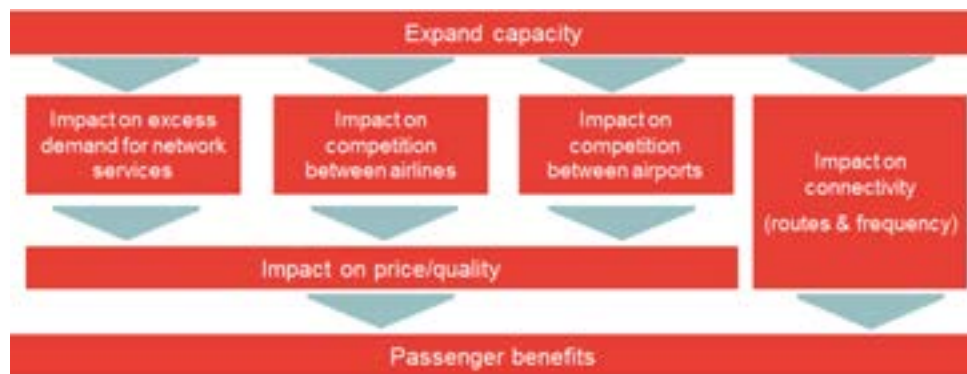 Expand capacity
Impact on excess
demand for network
services
Impact on
competition
between airlines
Impact on
competition
between airports
Impact on
connectivity
(routes & frequency)
Impact on price/quality
Passenger benefits